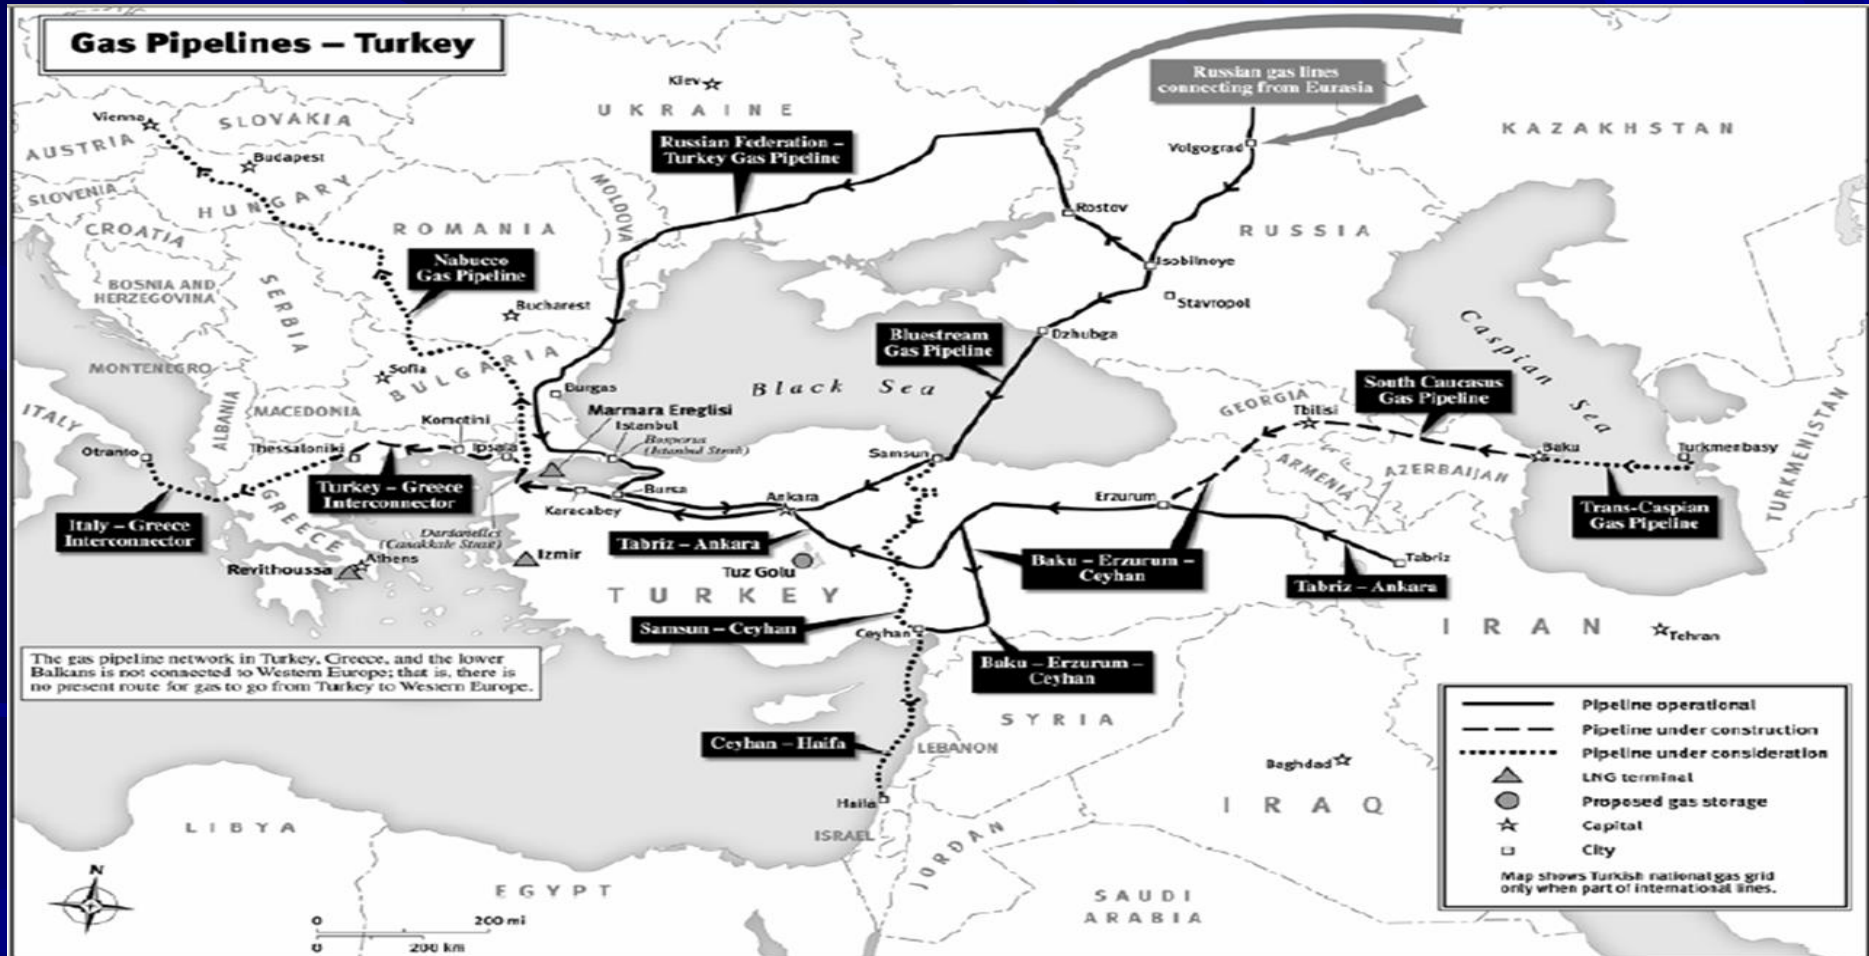 Gas Pipelines – Turkey
Kiev
UKRAINE
Russian gas lines
connecting from Eurasia
KAZAKHSTAN
Vienna
SLOVAKIA
AUSTRIA
Budapest
Russian Federation –
Turkey Gas Pipeline
Volgograd
SLOVENIA
HUNGARY
MOLDOVA
CROATIA
ROMANIA
Rostov
RUSSIA
Nabucco
Gas Pipeline
Isobilnoye
BOSNIA AND
HERZEGOVINA
SERBIA
Bucharest
Stavropol
Bluestream
Gas Pipeline
Dzhubga
Caspian Sea
MONTENEGRO
Sofia
BULGARIA
Burgas
Black Sea
South Caucasus
Gas Pipeline
ITALY
ALBANIA
MACEDONIA
Komotini
Marmara Ereglisi
Istanbul
Bosporus
(Istanbul Strait)
GEORGIA
Tbilisi
Otranto
Thessaloniki
Ipsala
Samsun
Baku
Turkmenbasy
ARMENIA
AZERBAIJAN
TURKMENISTAN
Turkey – Greece
Interconnector
Bursa
Karacabey
Ankara
Erzurum
Trans-Caspian
Gas Pipeline
Italy – Greece
Interconnector
GREECE
Dardanelles
(Canakkale Strait)
Tabriz – Ankara
Izmir
Athens
Revithoussa
Tuz Golu
Baku – Erzurum –
Ceyhan
Tabriz
Tabriz – Ankara
TURKEY
Samsun – Ceyhan
Ceyhan
IRAN
Tehran
The gas pipeline network in Turkey, Greece, and the lower
Balkans is not connected to Western Europe; that is, there is
no present route for gas to go from Turkey to Western Europe.
Baku – Erzurum –
Ceyhan
SYRIA
Ceyhan – Haifa
LEBANON
Baghdad
IRAQ
Haifa
ISRAEL
JORDAN
LIBYA
EGYPT
SAUDI
ARABIA
N
0 200 mi
0 200 km
Pipeline operational
Pipeline under construction
Pipeline under consideration
LNG terminal
Proposed gas storage
Capital
City
Map shows Turkish national gas grid
only when part of international lines.